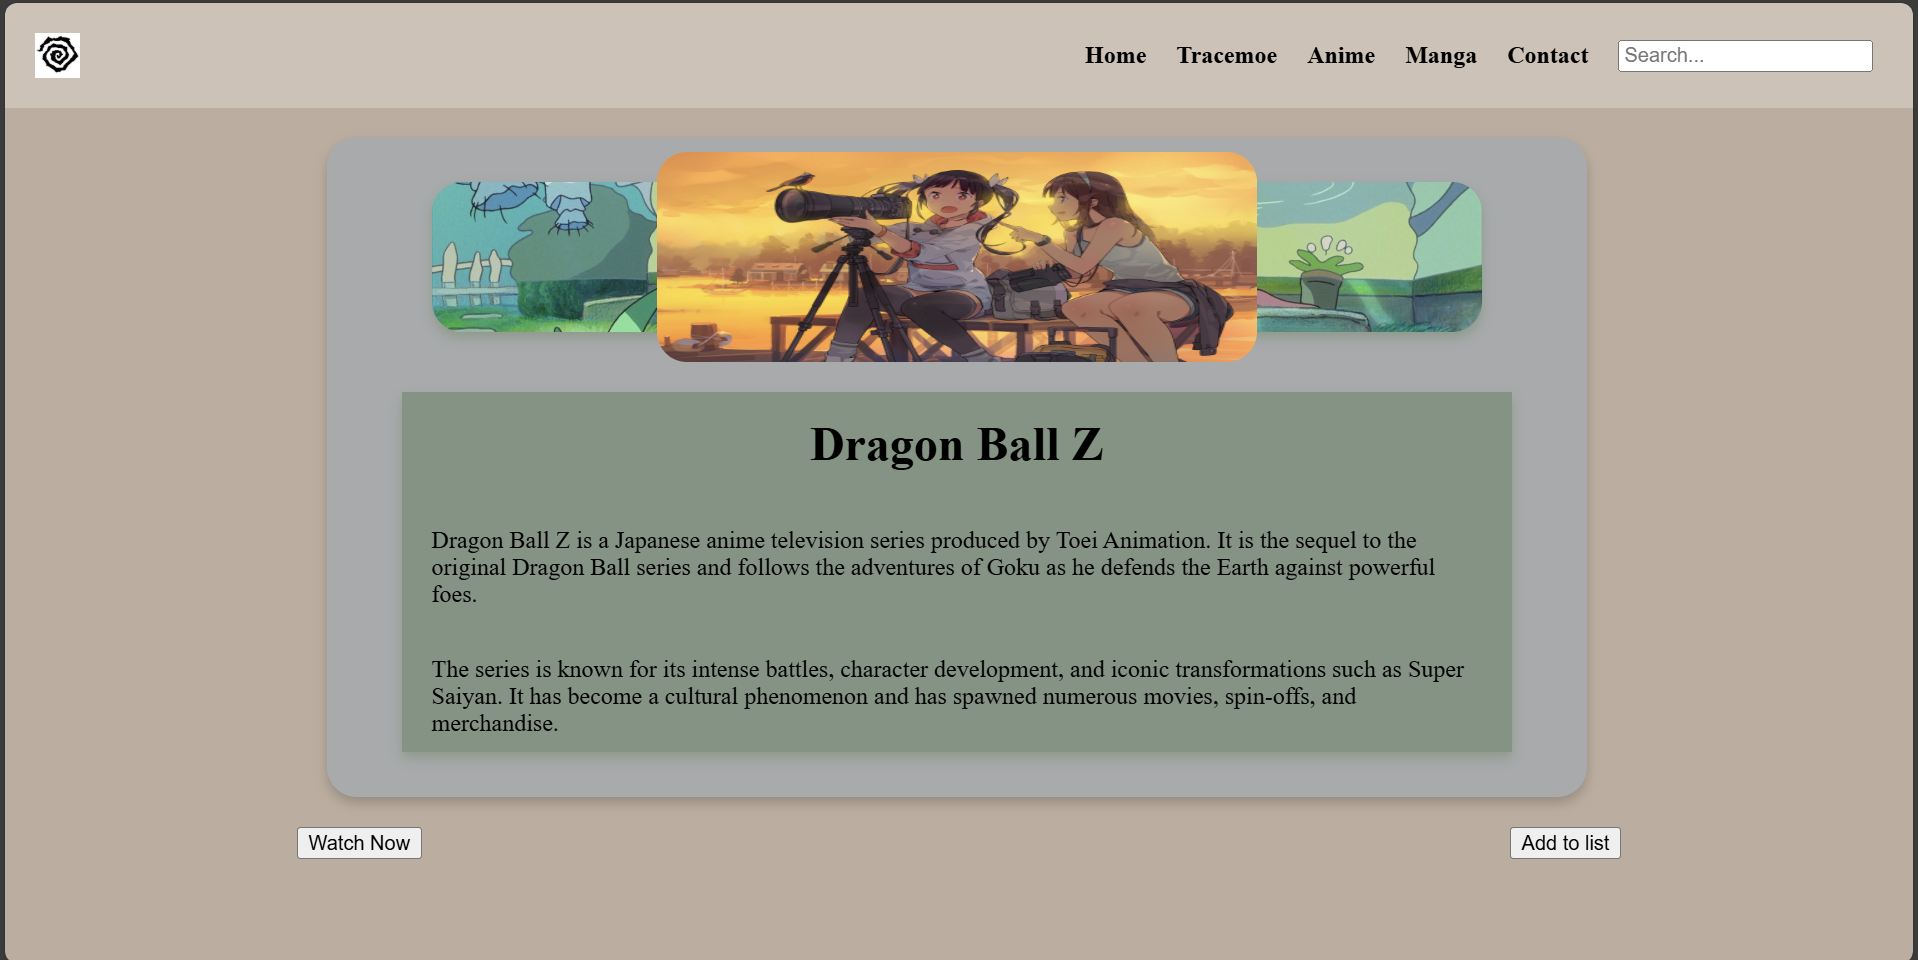 Home Tracemoe Anime Manga Contact Search...
Dragon Ball Z
Dragon Ball Z is a Japanese anime television series produced by Toei Animation. It is the sequel to the
original Dragon Ball series and follows the adventures of Goku as he defends the Earth against powerful
foes.
The series is known for its intense battles, character development, and iconic transformations such as Super
Saiyan. It has become a cultural phenomenon and has spawned numerous movies, spin-offs, and
merchandise.
Watch Now Add to list